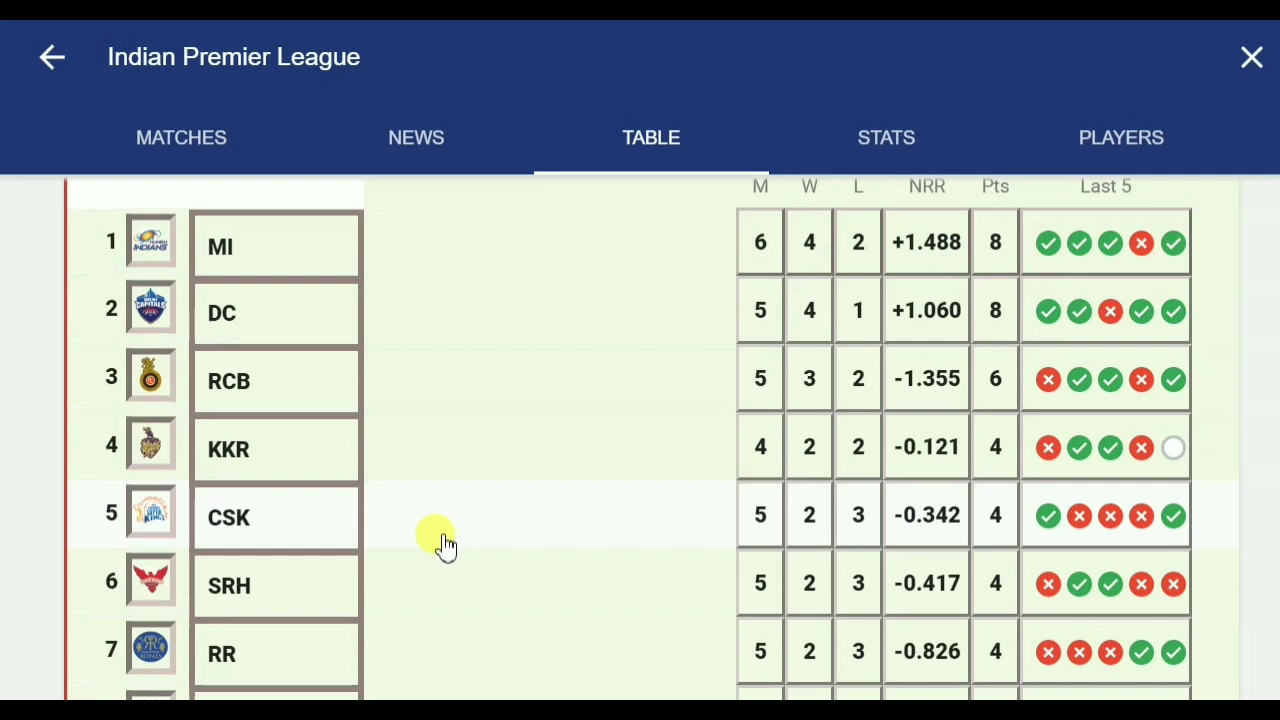 Indian Premier League
MATCHES NEWS TABLE STATS PLAYERS
M W L NRR Pts Last 5
1 INDIANS MI 6 4 2 +1.488 8
2 CAPITALS DC 5 4 1 +1.060 8
3 RCB 5 3 2 -1.355 6
4 KKR 4 2 2 -0.121 4
5 CSK 5 2 3 -0.342 4
6 SRH 5 2 3 -0.417 4
7 RR 5 2 3 -0.826 4